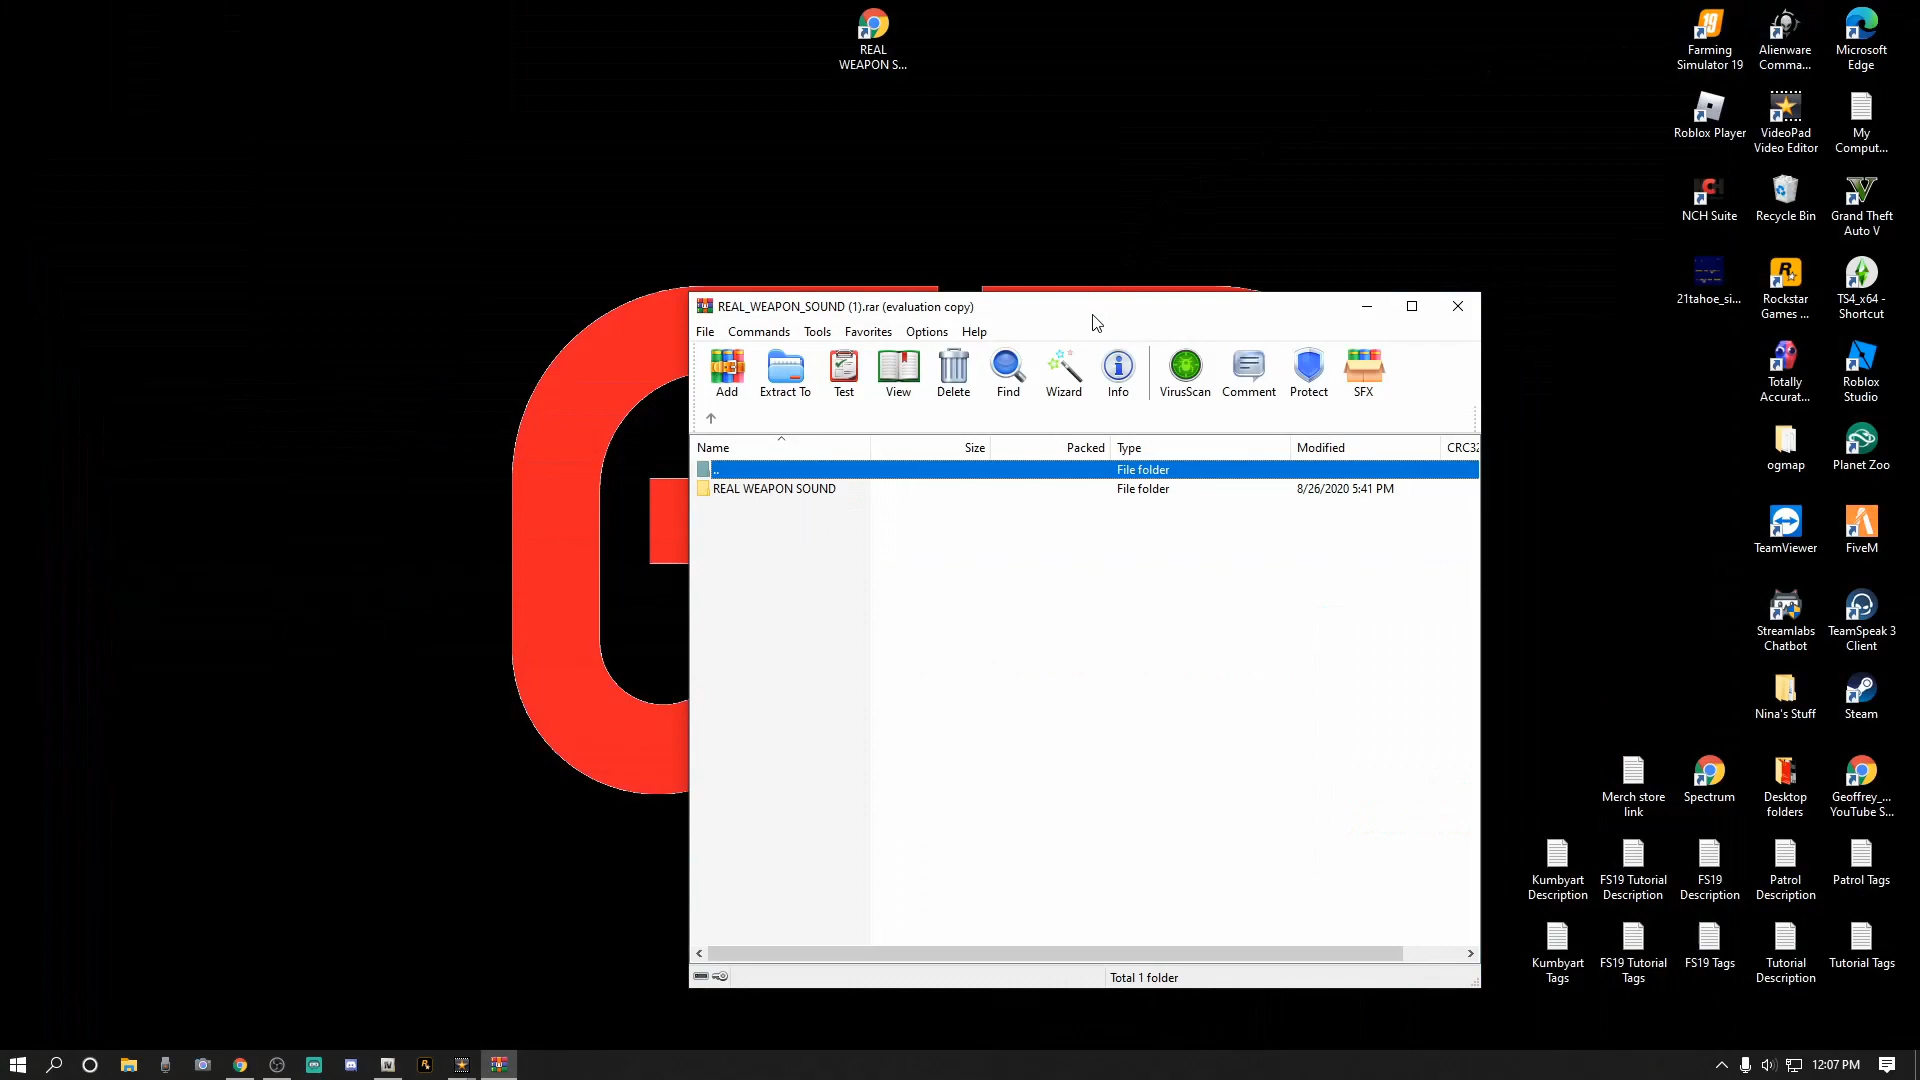 REAL
WEAPON S...
Farming
Simulator 19
Alienware
Comma...
Microsoft
Edge
Roblox Player
VideoPad
Video Editor
My
Comput...
NCH Suite
Recycle Bin
Grand Theft
Auto V
21tahoe_si...
Rockstar
Games ...
TS4_x64 -
Shortcut
Totally
Accurat...
Roblox
Studio
ogmap
Planet Zoo
TeamViewer
FiveM
Streamlabs
Chatbot
TeamSpeak 3
Client
Nina's Stuff
Steam
Merch store
link
Spectrum
Desktop
folders
Geoffrey_...
YouTube S...
Kumbyart
Description
FS19 Tutorial
Description
FS19
Description
Patrol
Description
Patrol Tags
Kumbyart
Tags
FS19 Tutorial
Tags
FS19 Tags
Tutorial
Description
Tutorial Tags
REAL_WEAPON_SOUND (1).rar (evaluation copy)
File Commands Tools Favorites Options Help
Add Extract To Test View Delete Find Wizard Info VirusScan Comment Protect SFX
Name Size Packed Type Modified CRC32
.. File folder
REAL WEAPON SOUND File folder 8/26/2020 5:41 PM
Total 1 folder
12:07 PM